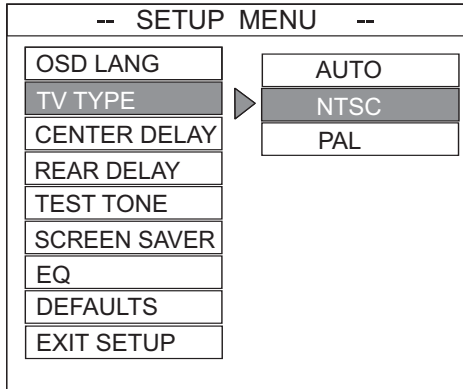 -- SETUP MENU --
OSD LANG
TV TYPE
CENTER DELAY
REAR DELAY
TEST TONE
SCREEN SAVER
EQ
DEFAULTS
EXIT SETUP
AUTO
NTSC
PAL